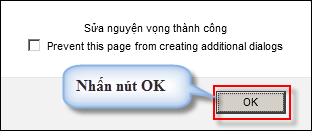 Sửa nguyện vọng thành công
Prevent this page from creating additional dialogs
Nhấn nút OK
OK